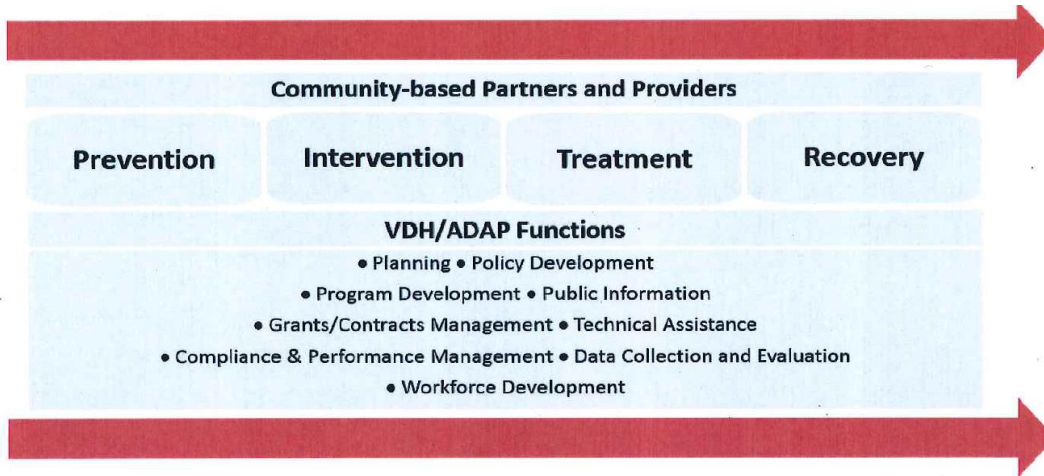 Community-based Partners and Providers
Prevention Intervention Treatment Recovery
VDH/ADAP Functions
• Planning • Policy Development
• Program Development • Public Information
• Grants/Contracts Management • Technical Assistance
• Compliance & Performance Management • Data Collection and Evaluation
• Workforce Development